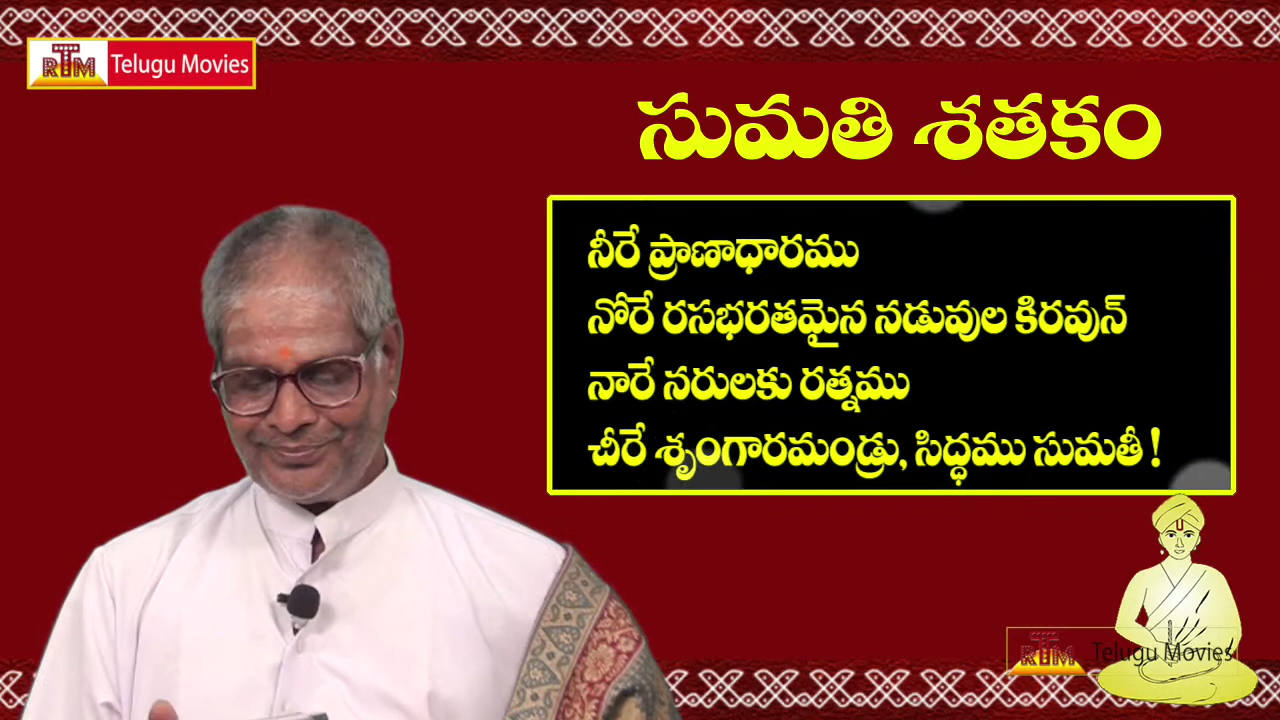 RTM Telugu Movies
సుమతి శతకం
నీరే ప్రాణాధారము
నోరే రసభరతమైన నడువుల కిరవున్
నారే నరులకు రత్నము
చీరే శృంగారమండ్రు, సిద్ధము సుమతీ !
RTM Telugu Movies